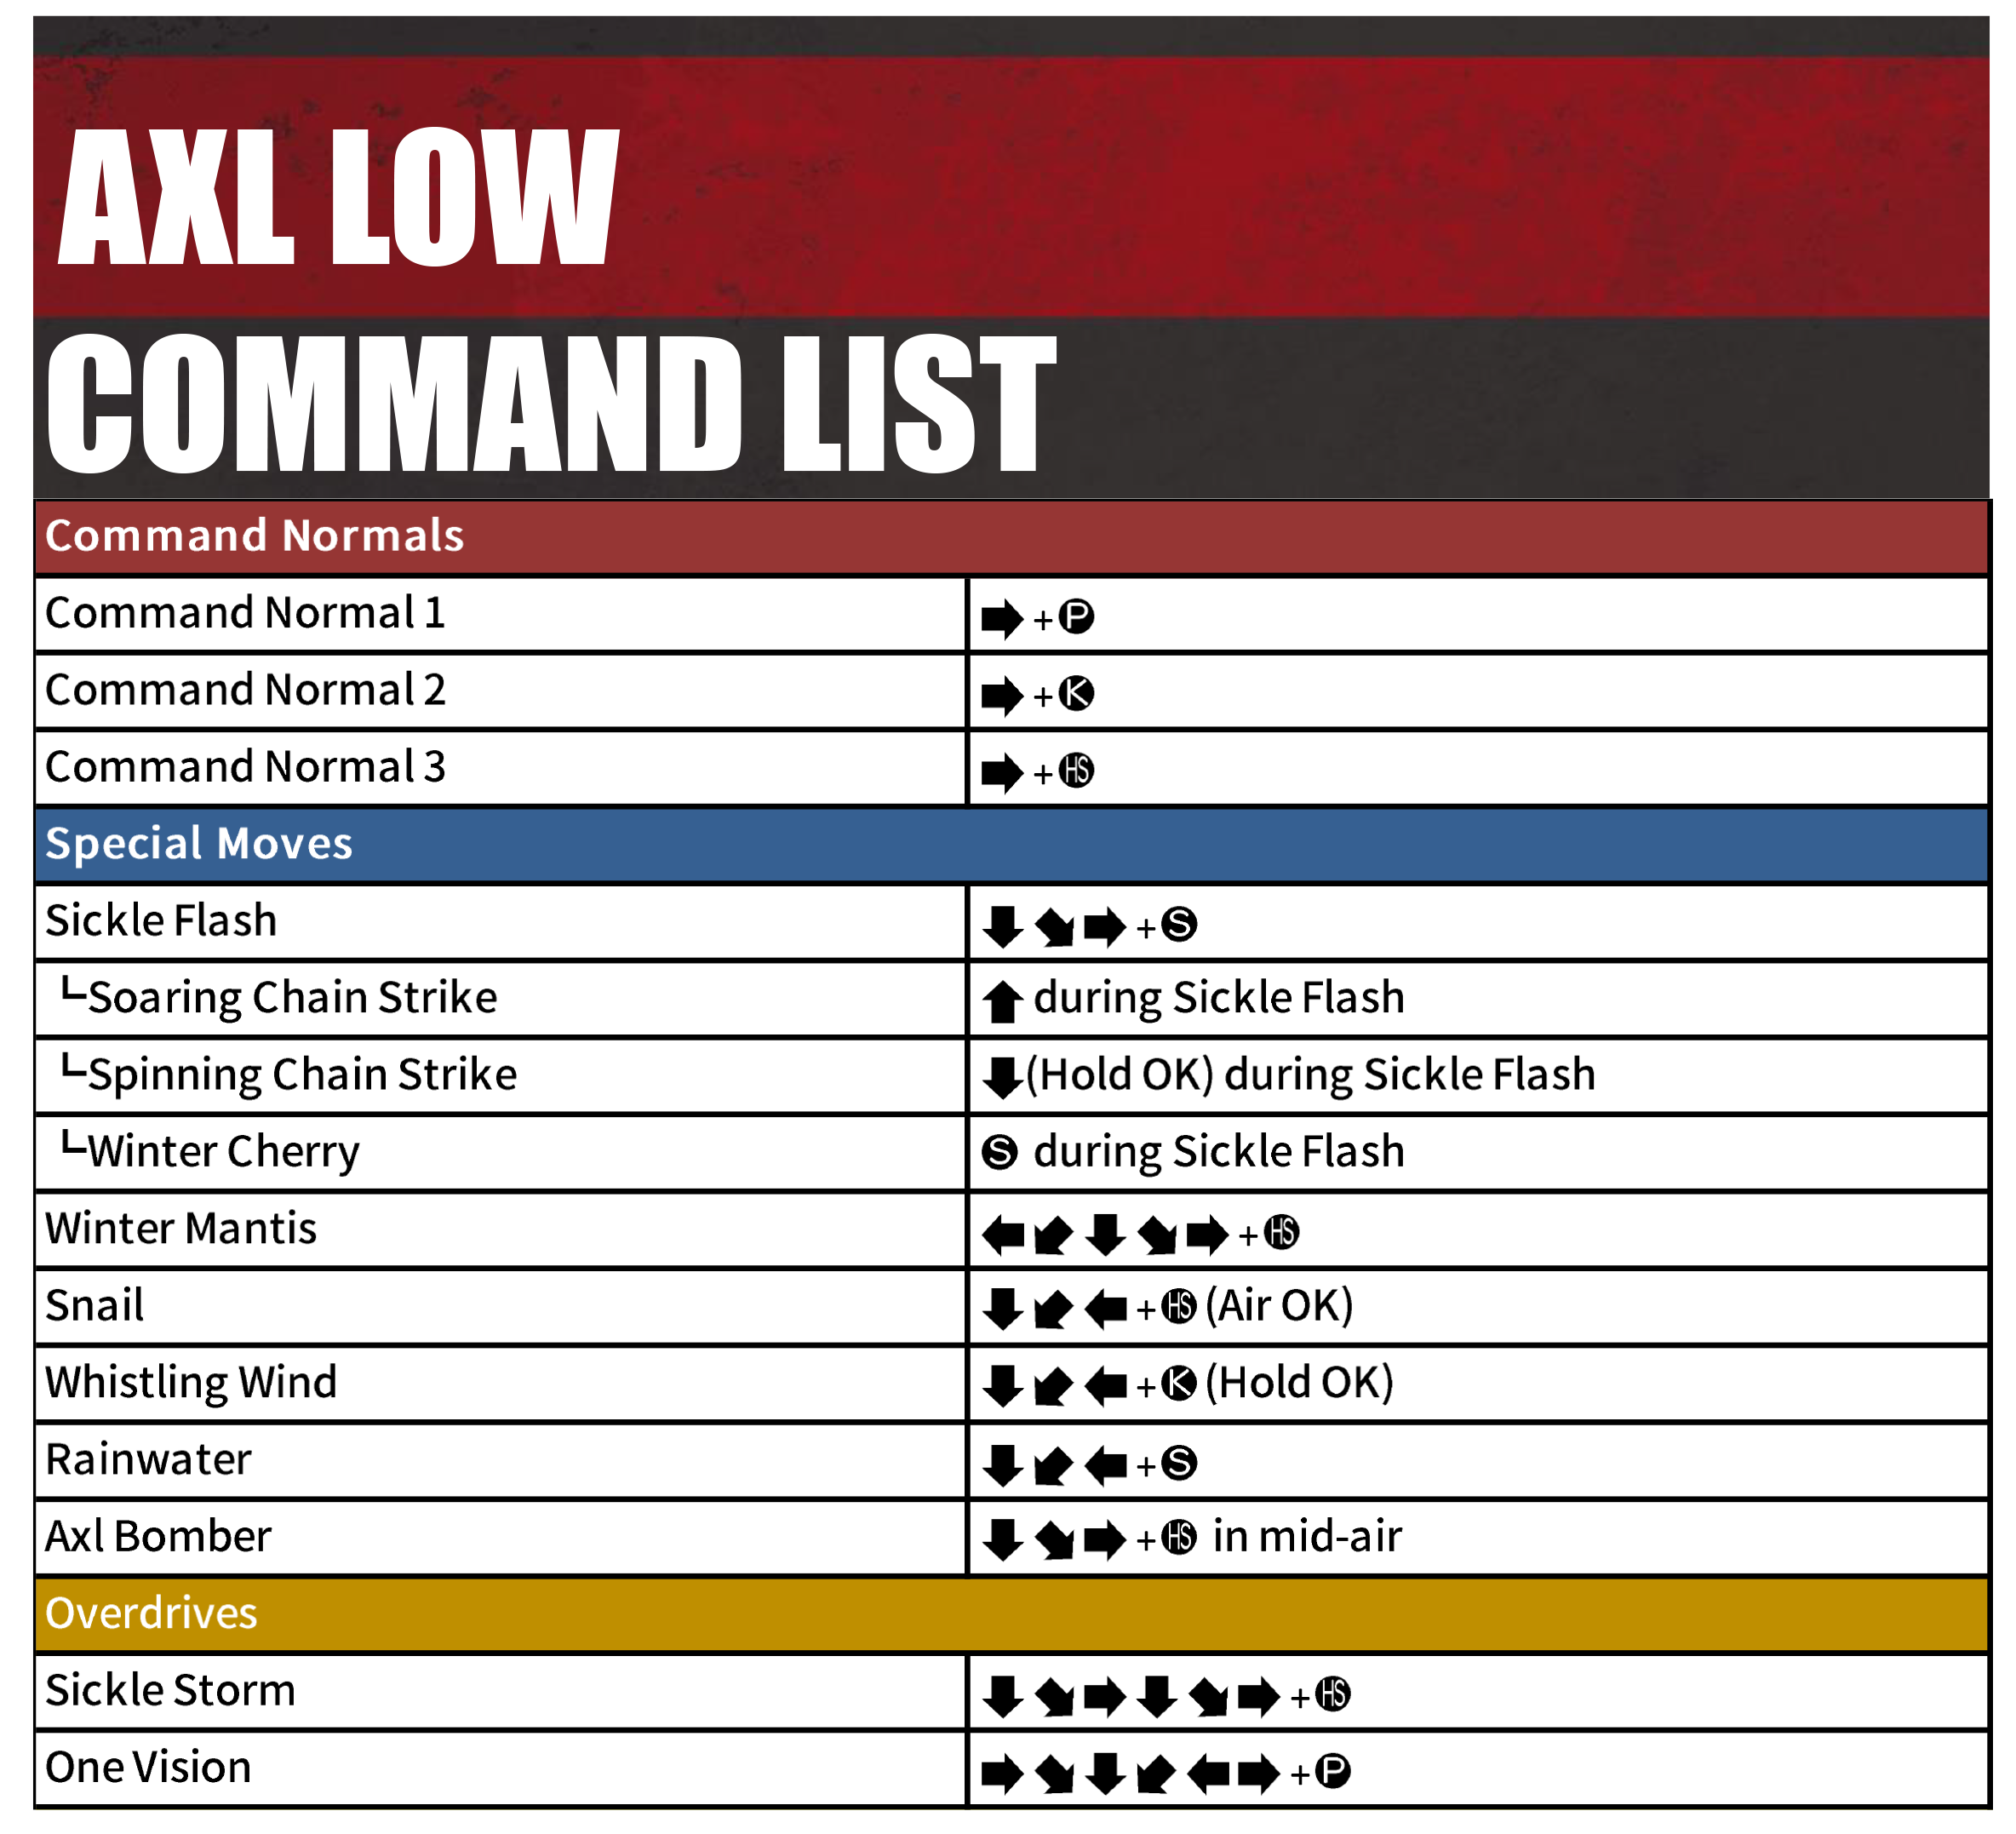 AXL LOW
COMMAND LIST
Command Normals
Command Normal 1 ➡ + P
Command Normal 2 ➡ + K
Command Normal 3 ➡ + HS
Special Moves
Sickle Flash ⬇ ↘ ➡ + S
┗Soaring Chain Strike ⬆ during Sickle Flash
┗Spinning Chain Strike ⬇(Hold OK) during Sickle Flash
┗Winter Cherry S during Sickle Flash
Winter Mantis ⬅ ↙ ⬇ ↘ ➡ + HS
Snail ⬇ ↙ ⬅ + HS (Air OK)
Whistling Wind ⬇ ↙ ⬅ + K (Hold OK)
Rainwater ⬇ ↙ ⬅ + S
Axl Bomber ⬇ ↘ ➡ + HS in mid-air
Overdrives
Sickle Storm ⬇ ↘ ➡ ⬇ ↘ ➡ + HS
One Vision ➡ ↘ ⬇ ↙ ⬅ ➡ + P